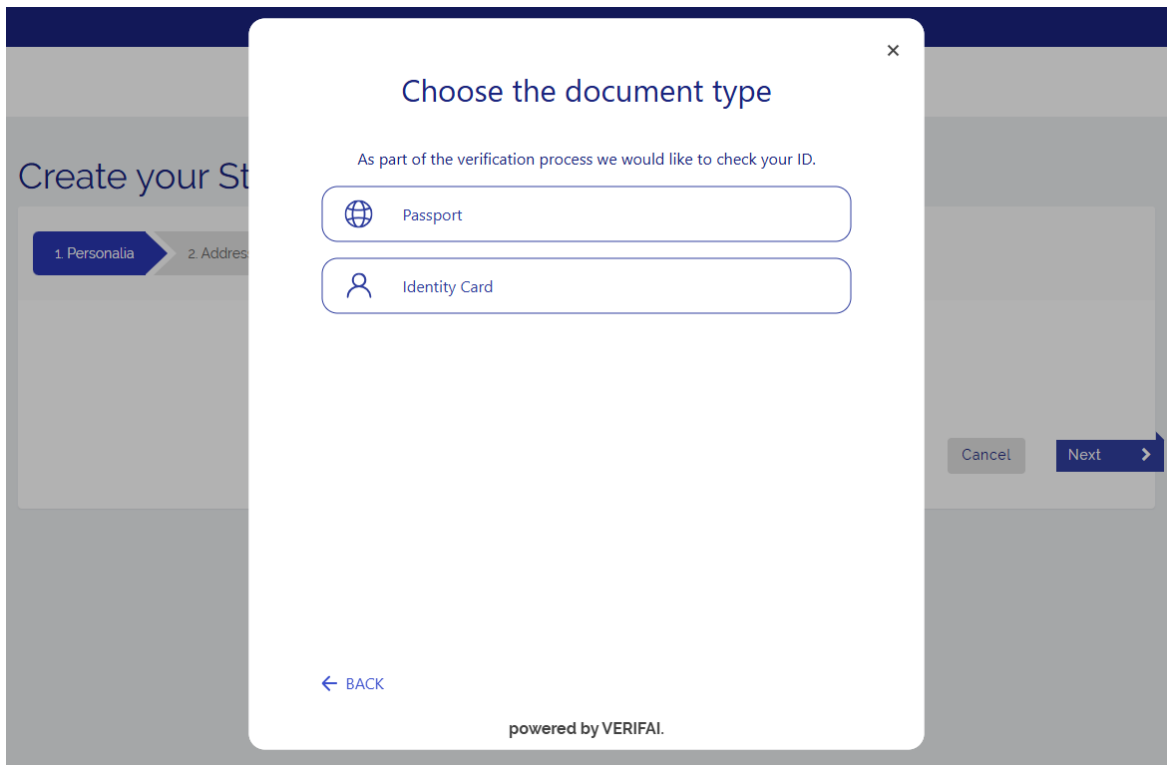 Choose the document type
As part of the verification process we would like to check your ID.
Create your St
Passport
1. Personalia
2. Addres
Identity Card
Cancel
Next
BACK
powered by VERIFAI.